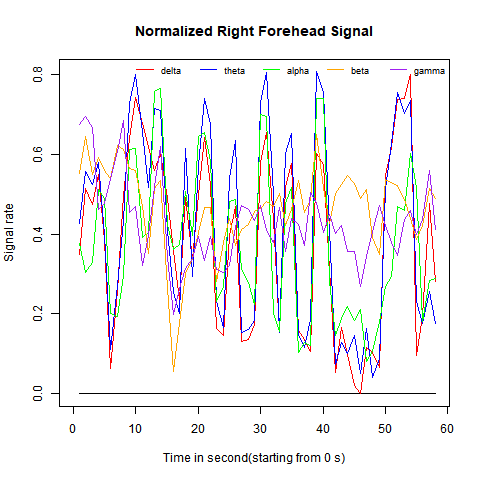 Normalized Right Forehead Signal
delta theta alpha beta gamma
0.8
0.6
0.4
0.2
0.0
Signal rate
0 10 20 30 40 50 60
Time in second(starting from 0 s)